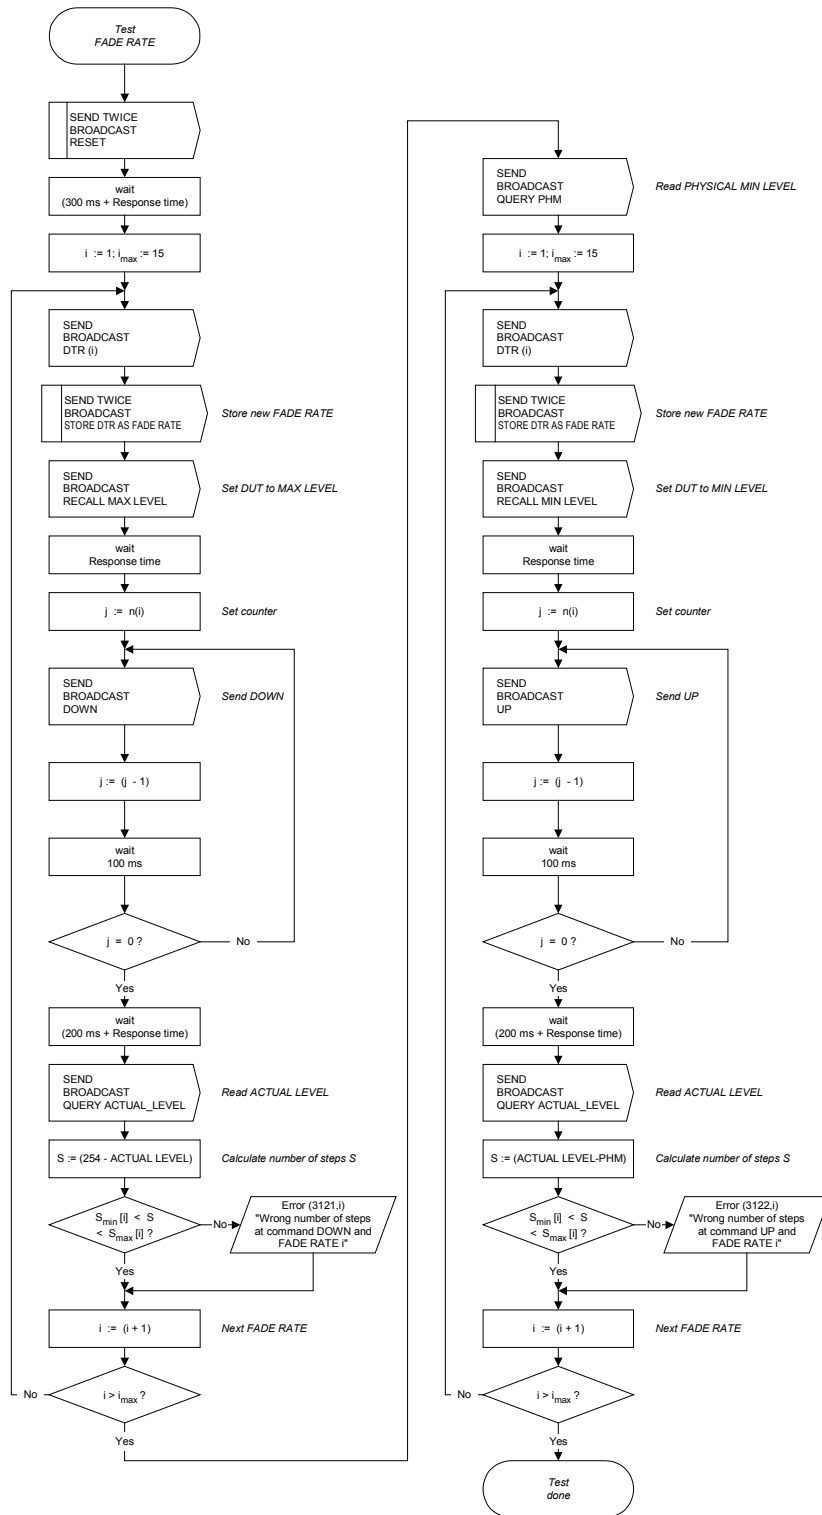 Test
FADE RATE
SEND TWICE
BROADCAST
RESET
wait
(300 ms + Response time)
i := 1; imax := 15
SEND
BROADCAST
DTR (i)
SEND TWICE
BROADCAST
STORE DTR AS FADE RATE
Store new FADE RATE
SEND
BROADCAST
RECALL MAX LEVEL
Set DUT to MAX LEVEL
wait
Response time
j := n(i)
Set counter
SEND
BROADCAST
DOWN
Send DOWN
j := (j - 1)
wait
100 ms
j = 0 ?
No
Yes
wait
(200 ms + Response time)
SEND
BROADCAST
QUERY ACTUAL_LEVEL
Read ACTUAL LEVEL
S := (254 - ACTUAL LEVEL)
Calculate number of steps S
Smin [i] < S
< Smax [i] ?
No
Error (3121,i)
"Wrong number of steps
at command DOWN and
FADE RATE i"
Yes
i := (i + 1)
Next FADE RATE
No
i > imax ?
Yes
SEND
BROADCAST
QUERY PHM
Read PHYSICAL MIN LEVEL
i := 1; imax := 15
SEND
BROADCAST
DTR (i)
SEND TWICE
BROADCAST
STORE DTR AS FADE RATE
Store new FADE RATE
SEND
BROADCAST
RECALL MIN LEVEL
Set DUT to MIN LEVEL
wait
Response time
j := n(i)
Set counter
SEND
BROADCAST
UP
Send UP
j := (j - 1)
wait
100 ms
j = 0 ?
No
Yes
wait
(200 ms + Response time)
SEND
BROADCAST
QUERY ACTUAL_LEVEL
Read ACTUAL LEVEL
S := (ACTUAL LEVEL-PHM)
Calculate number of steps S
Smin [i] < S
< Smax [i] ?
No
Error (3122,i)
"Wrong number of steps
at command UP and
FADE RATE i"
Yes
i := (i + 1)
Next FADE RATE
No
i > imax ?
Yes
Test
done